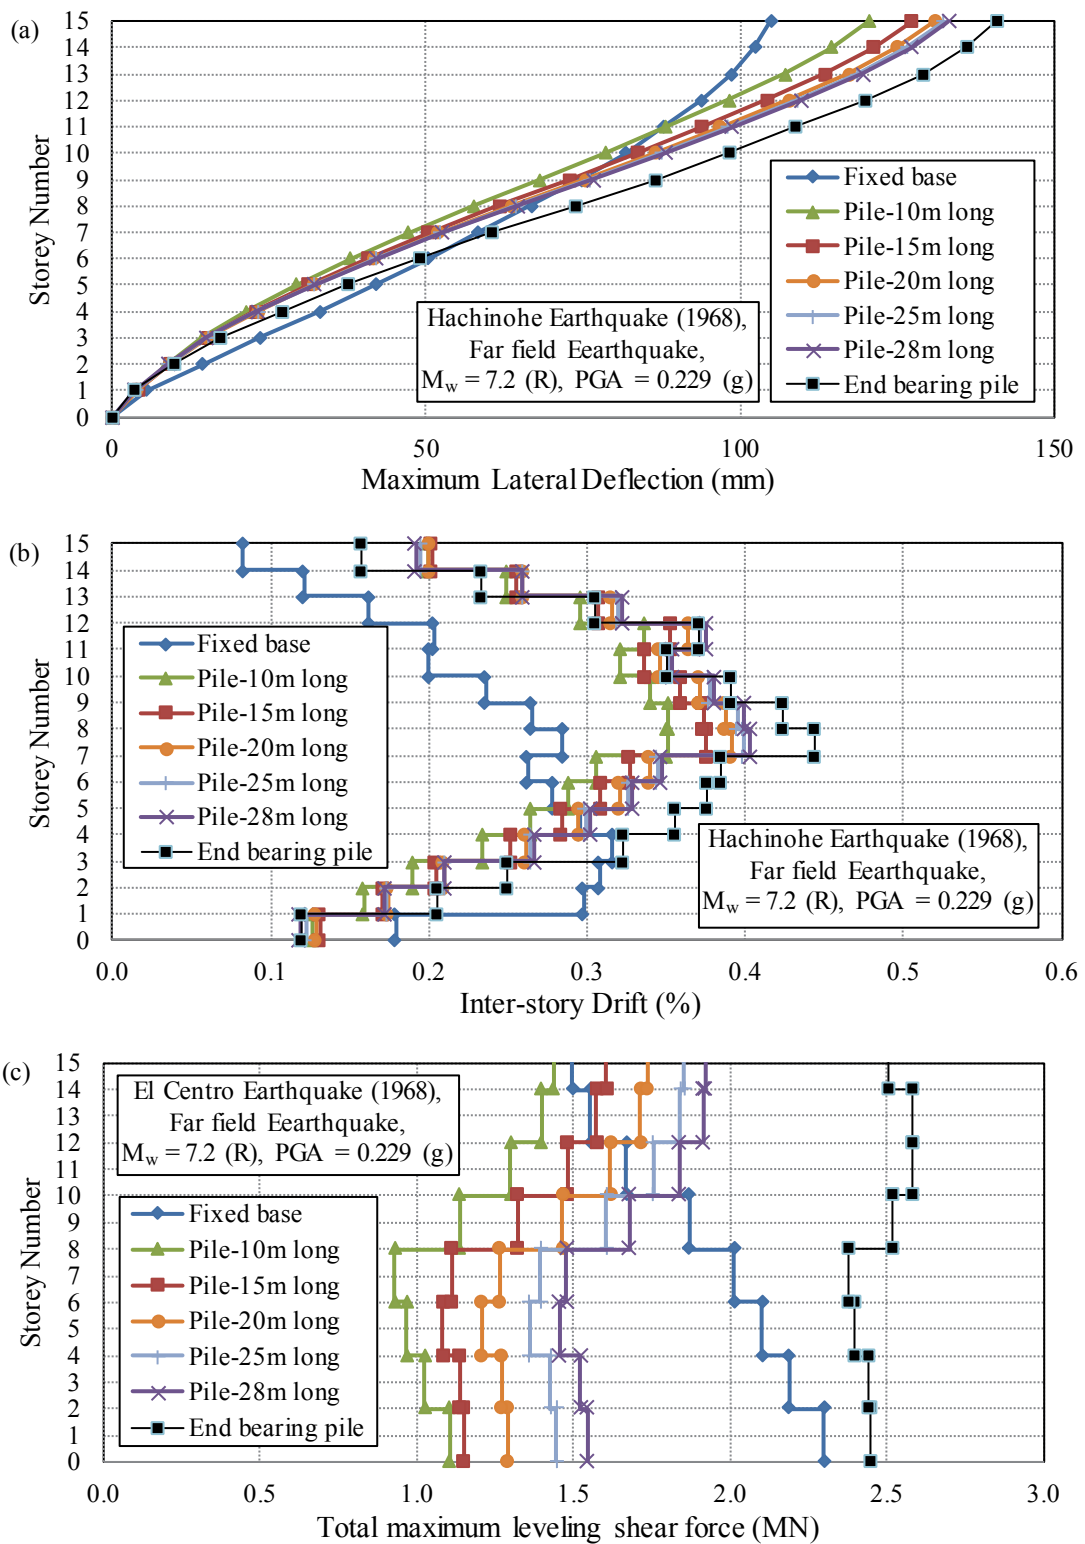 (a)
15
14
13
12
11
10
9
8
7
6
5
4
3
2
1
0
Storey Number
Fixed base
Pile-10m long
Pile-15m long
Pile-20m long
Pile-25m long
Pile-28m long
End bearing pile
Hachinohe Earthquake (1968),
Far field Eearthquake,
Mw = 7.2 (R), PGA = 0.229 (g)
0 50 100 150
Maximum Lateral Deflection (mm)
(b)
15
14
13
12
11
10
9
8
7
6
5
4
3
2
1
0
Storey Number
Fixed base
Pile-10m long
Pile-15m long
Pile-20m long
Pile-25m long
Pile-28m long
End bearing pile
Hachinohe Earthquake (1968),
Far field Eearthquake,
Mw = 7.2 (R), PGA = 0.229 (g)
0.0 0.1 0.2 0.3 0.4 0.5 0.6
Inter-story Drift (%)
(c)
15
14
13
12
11
10
9
8
7
6
5
4
3
2
1
0
Storey Number
El Centro Earthquake (1968),
Far field Eearthquake,
Mw = 7.2 (R), PGA = 0.229 (g)
Fixed base
Pile-10m long
Pile-15m long
Pile-20m long
Pile-25m long
Pile-28m long
End bearing pile
0.0 0.5 1.0 1.5 2.0 2.5 3.0
Total maximum leveling shear force (MN)